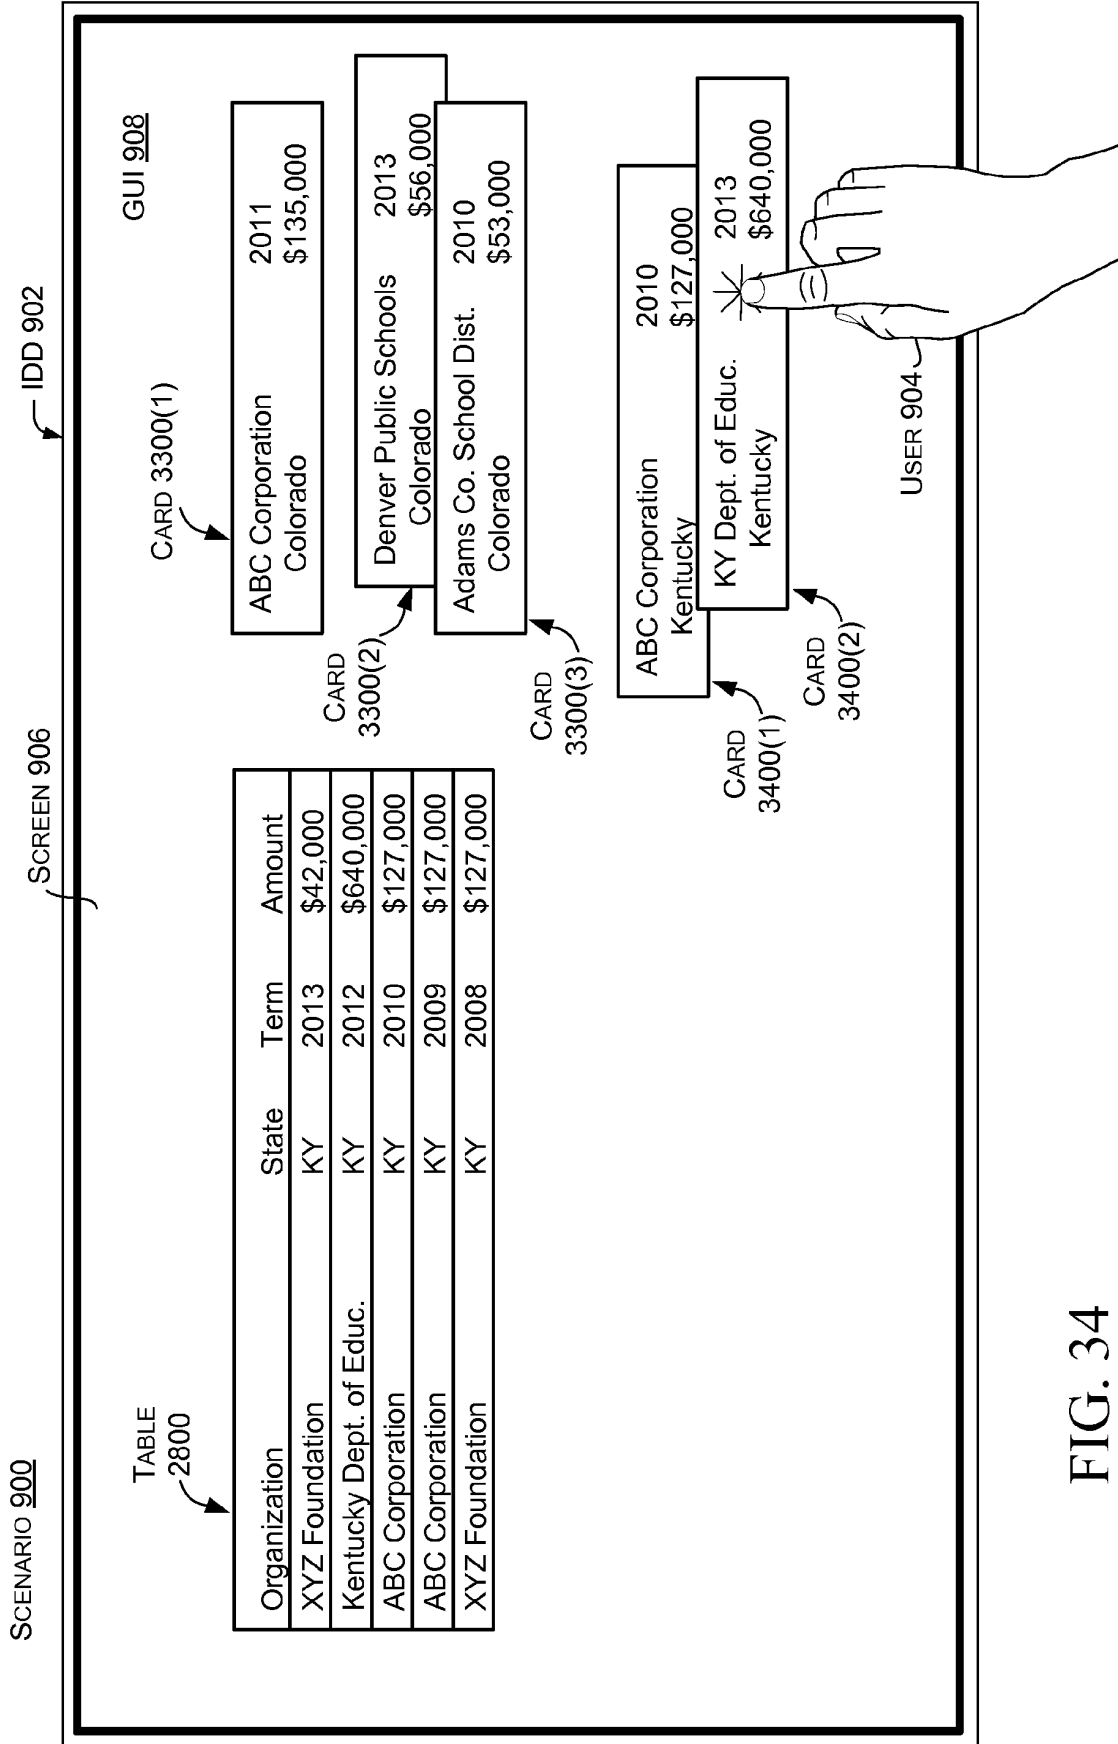 SCENARIO 900
SCREEN 906
IDD 902
GUI 908
TABLE
2800
Organization State Term Amount
XYZ Foundation KY 2013 $42,000
Kentucky Dept. of Educ. KY 2012 $640,000
ABC Corporation KY 2010 $127,000
ABC Corporation KY 2009 $127,000
XYZ Foundation KY 2008 $127,000
CARD 3300(1)
ABC Corporation 2011
Colorado $135,000
CARD
3300(2)
Denver Public Schools 2013
Colorado $56,000
CARD
3300(3)
Adams Co. School Dist. 2010
Colorado $53,000
CARD
3400(1)
ABC Corporation 2010
Kentucky $127,000
CARD
3400(2)
KY Dept. of Educ. 2013
Kentucky $640,000
USER 904
FIG. 34